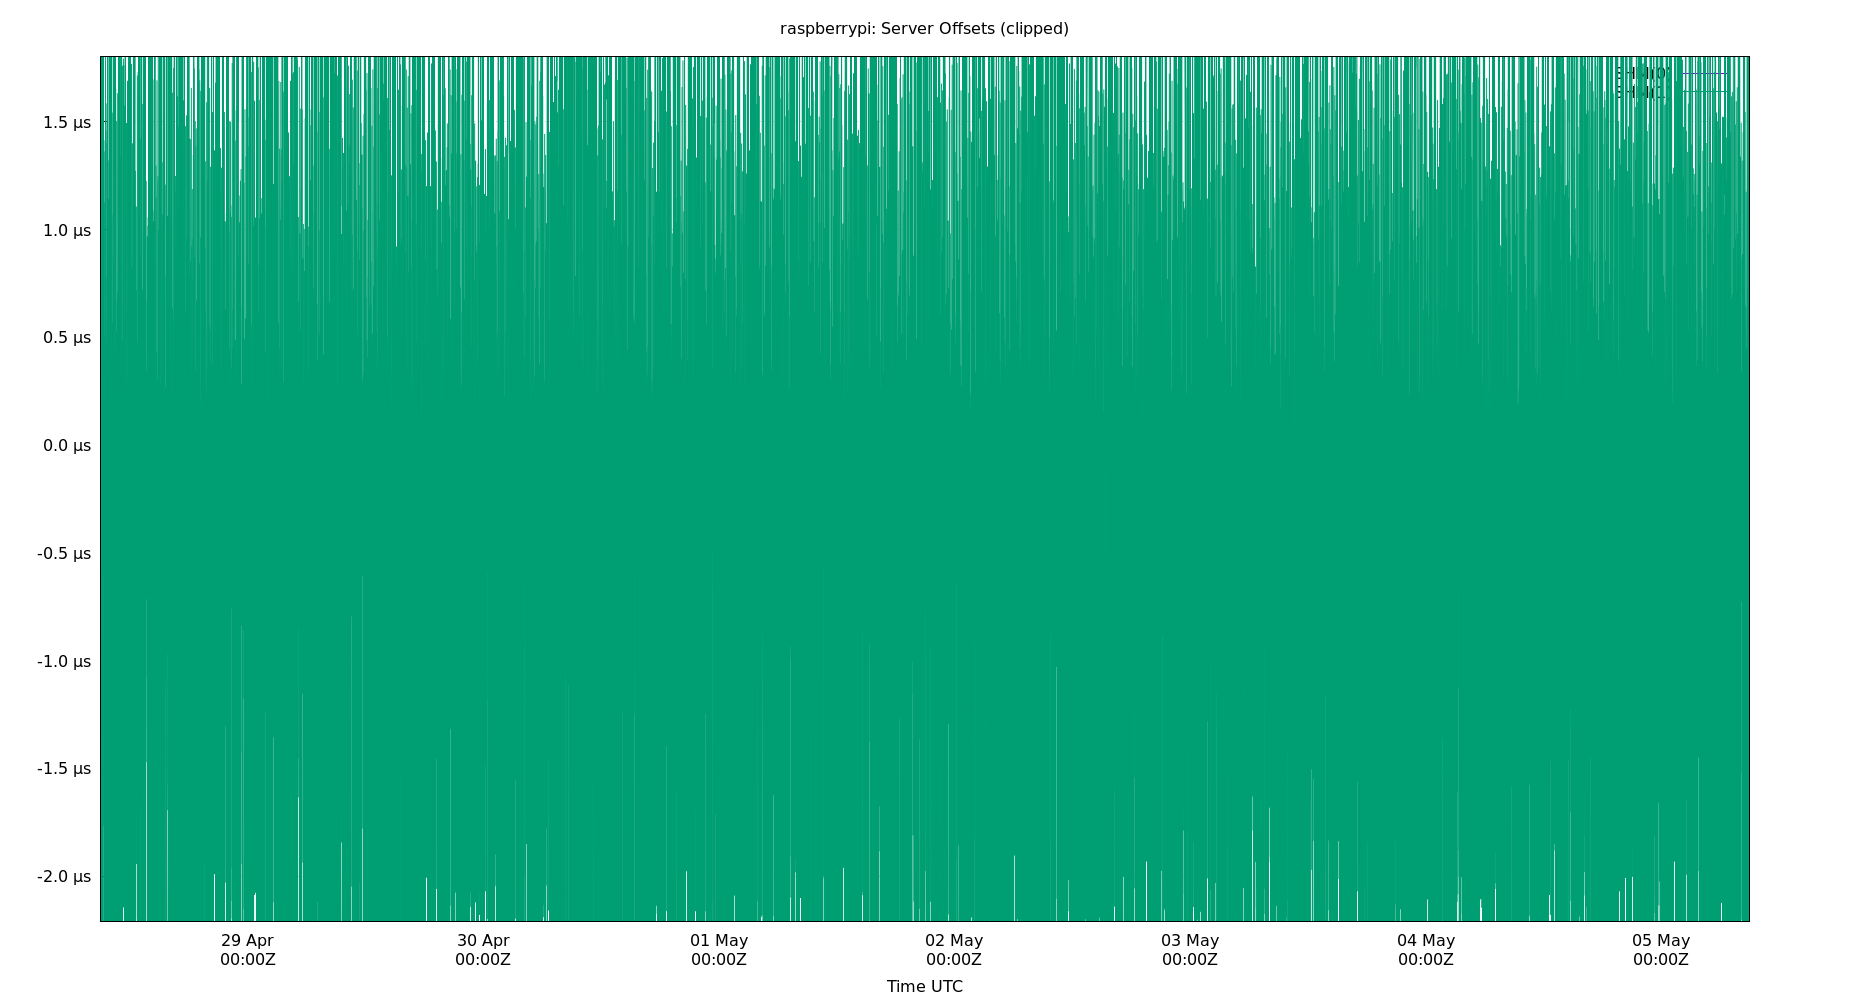 raspberrypi: Server Offsets (clipped)
1.5 µs
1.0 µs
0.5 µs
0.0 µs
-0.5 µs
-1.0 µs
-1.5 µs
-2.0 µs
29 Apr
00:00Z
30 Apr
00:00Z
01 May
00:00Z
02 May
00:00Z
03 May
00:00Z
04 May
00:00Z
05 May
00:00Z
Time UTC